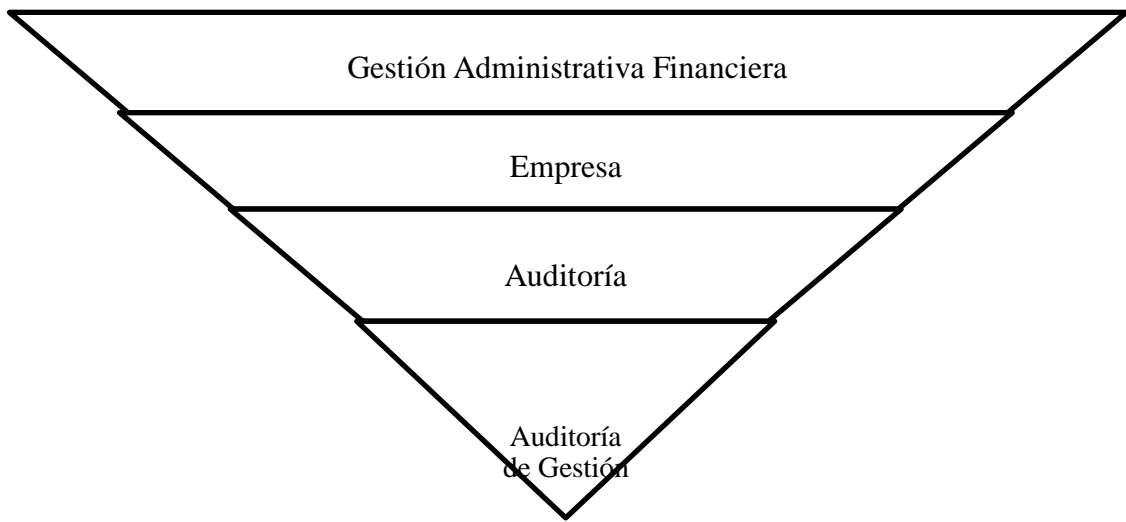 Gestión Administrativa Financiera
Empresa
Auditoría
Auditoría
de Gestión